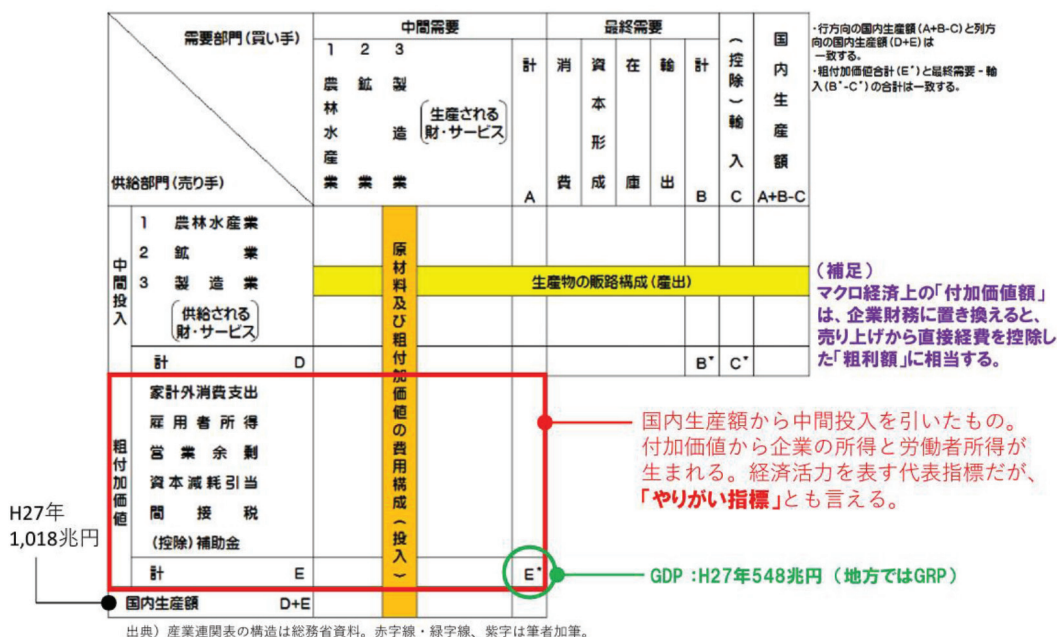 需要部門(買い手)
供給部門(売り手)
中間需要
1 農林水産業
2 鉱業
3 製造業
(生産される
財・サービス)
計 A
最終需要
消費
資本形成
在庫
輸出
計 B
(控除)輸入 C
国内生産額 A+B-C
・行方向の国内生産額(A+B-C)と列方
向の国内生産額(D+E)は
一致する。
・粗付加価値合計(E*)と最終需要-輸
入(B*-C*)の合計は一致する。
中間投入
1 農林水産業
2 鉱業
3 製造業
(供給される
財・サービス)
計 D
原材料及び粗付加価値の費用構成(投入)
生産物の販路構成(産出)
B*
C*
(補足)
マクロ経済上の「付加価値額」
は、企業財務に置き換えると、
売り上げから直接経費を控除し
た「粗利額」に相当する。
粗付加価値
家計外消費支出
雇用者所得
営業余剰
資本減耗引当
間接税
(控除)補助金
計 E
E*
国内生産額 D+E
国内生産額から中間投入を引いたもの。
付加価値から企業の所得と労働者所得が
生まれる。経済活力を表す代表指標だが、
「やりがい指標」とも言える。
GDP :H27年548兆円 (地方ではGRP)
H27年
1,018兆円
出典)産業連関表の構造は総務省資料。赤字線・緑字線、紫字は筆者加筆。